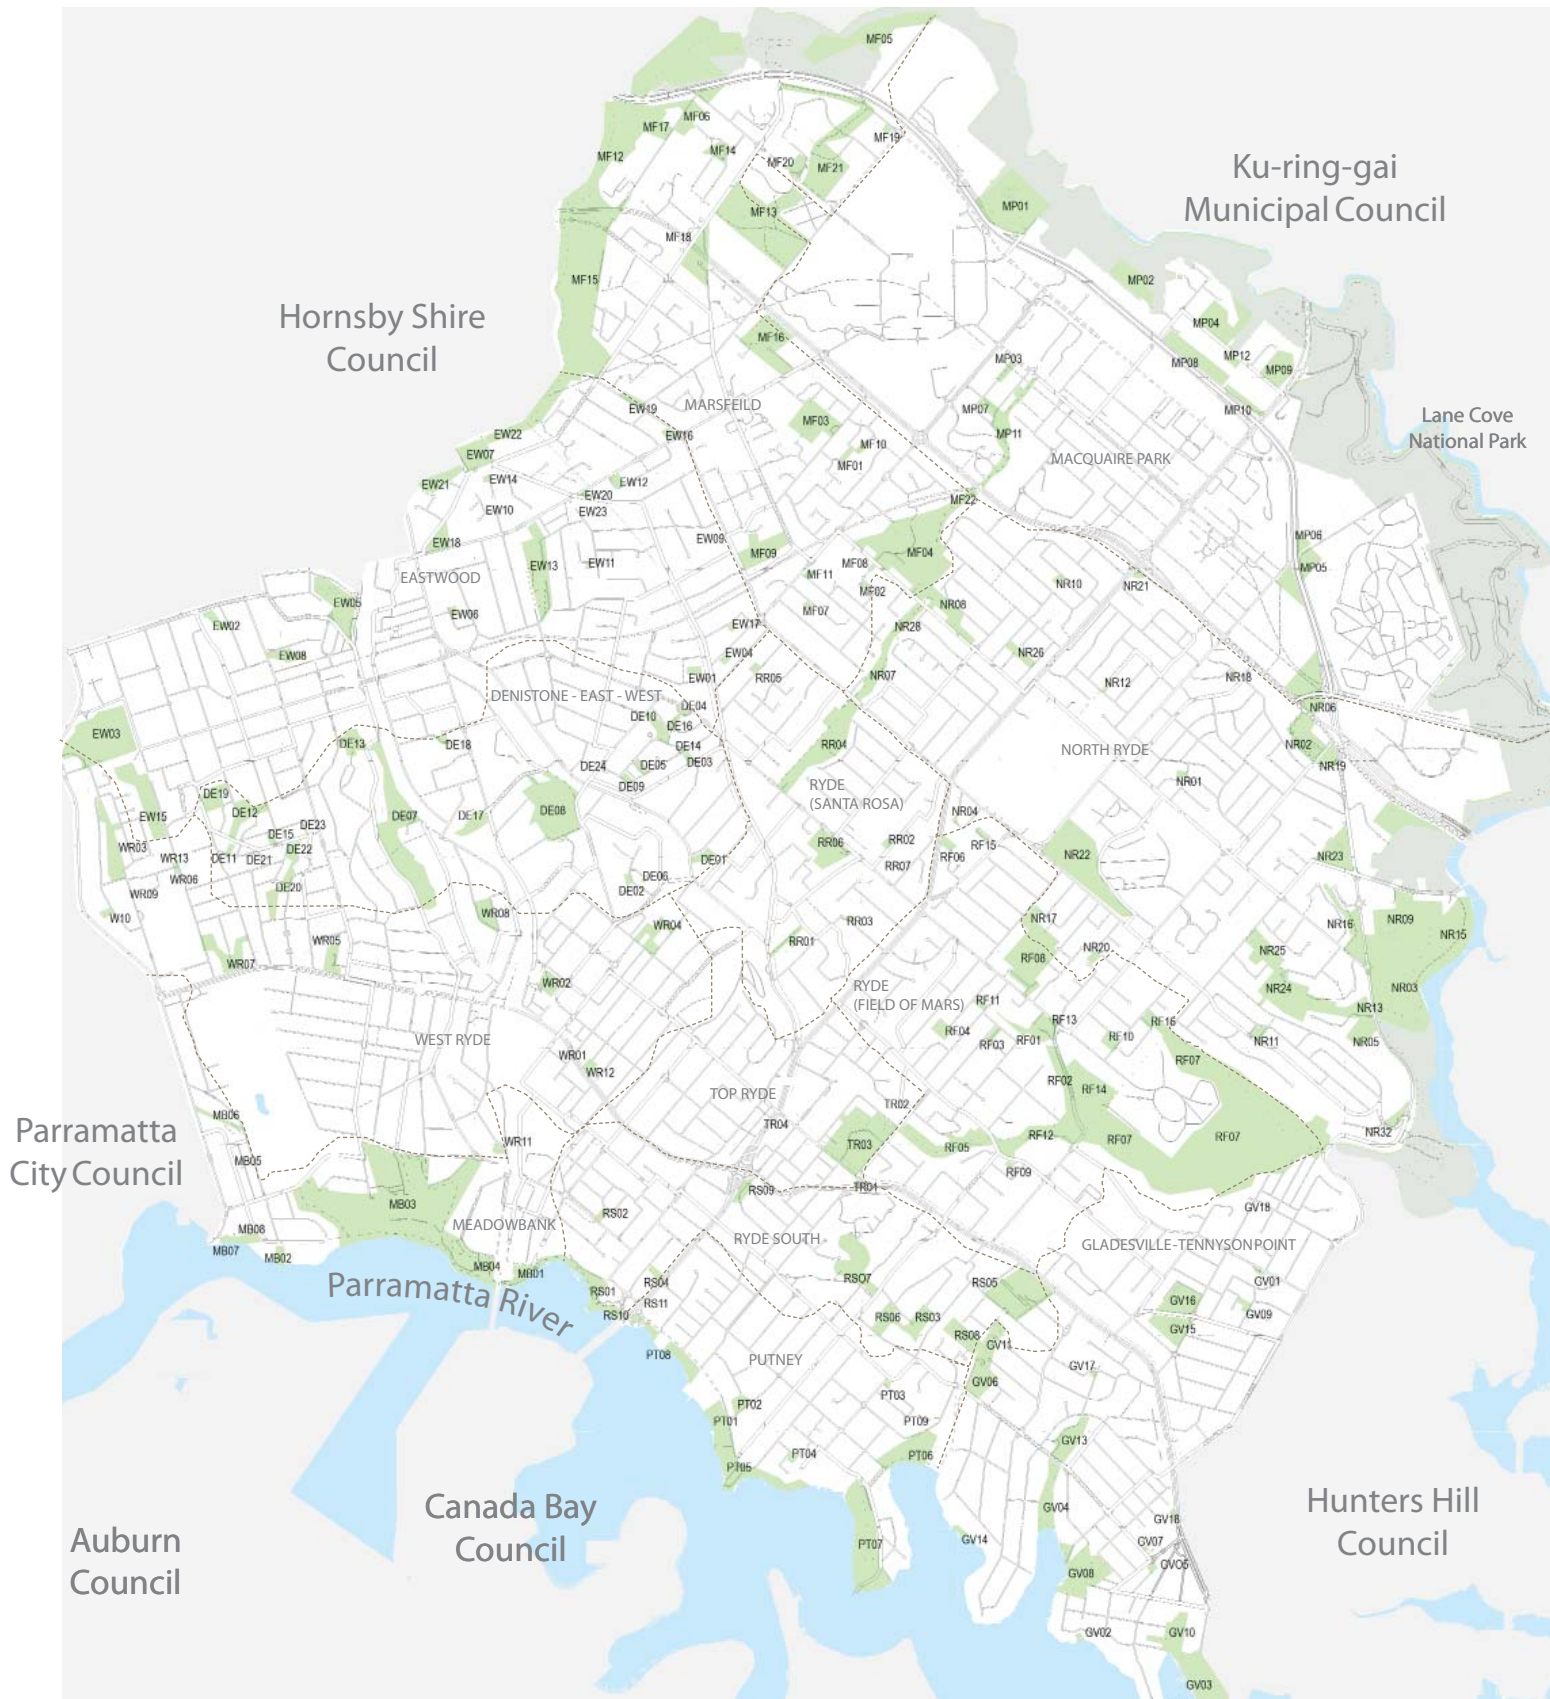 MF05
MF06
MF17
MF19
MF14
MF12
MF20
MF21
Ku-ring-gai
Municipal Council
MP01
MF13
MF18
MF15
MP02
Hornsby Shire
Council
MP04
MF16
MP12
MP03
MP08
MP09
EW19
MARSFEILD
MP07
MP10
Lane Cove
National Park
MF03
EW22
EW16
MP11
MF10
EW07
MF01
MACQUAIRE PARK
EW21
EW14
EW12
EW20
MF22
EW10
EW23
EW18
EW09
MP06
MF09
MF04
EW13
EW11
MF08
MP05
EASTWOOD
MF11
NR10
NR21
MF02
EW05
NR08
EW06
MF07
EW02
EW17
NR28
EW08
EW04
NR26
EW01
RR05
NR07
NR12
NR18
DENISTONE - EAST - WEST
DE04
NR06
DE10
DE16
EW03
DE13
DE18
DE14
RR04
NORTH RYDE
NR02
DE24
DE05
DE03
NR19
DE09
RYDE
(SANTA ROSA)
NR01
DE19
DE12
DE08
NR04
EW15
DE07
DE17
DE23
DE15
WR03
DE22
RR06
RR02
RF15
WR13
DE11
DE21
DE01
RF06
NR22
NR23
RR07
WR06
DE06
DE20
WR09
DE02
W10
WR08
WR04
RR03
NR17
NR16
NR09
WR05
RR01
NR20
NR25
NR15
WR07
RF08
WR02
RYDE
(FIELD OF MARS)
RF11
NR24
NR03
NR13
RF13
RF16
WEST RYDE
RF04
RF03
RF01
RF10
NR11
NR05
WR01
RF07
WR12
RF02
RF14
TOP RYDE
TR02
MB06
TR04
NR32
Parramatta
City Council
WR11
TR03
RF05
RF12
RF07
RF07
MB05
RF09
RS09
TR01
MB03
GV18
RS02
MEADOWBANK
MB08
RYDE SOUTH
GLADESVILLE-TENNYSONPOINT
MB07
MB02
MB04
MB01
RSO7
RS05
GV01
RS04
Parramatta River
RS01
RS11
GV16
RS10
RS06
RS03
GV09
GV15
RS08
GV11
PT08
PUTNEY
GV17
GV06
PT03
PT02
PT01
PT09
GV13
PT04
PT06
PT05
Canada Bay
Council
GV04
Hunters Hill
Council
GV18
Auburn
Council
PT07
GV14
GV07
GVO5
GV08
GV02
GV10
GV03